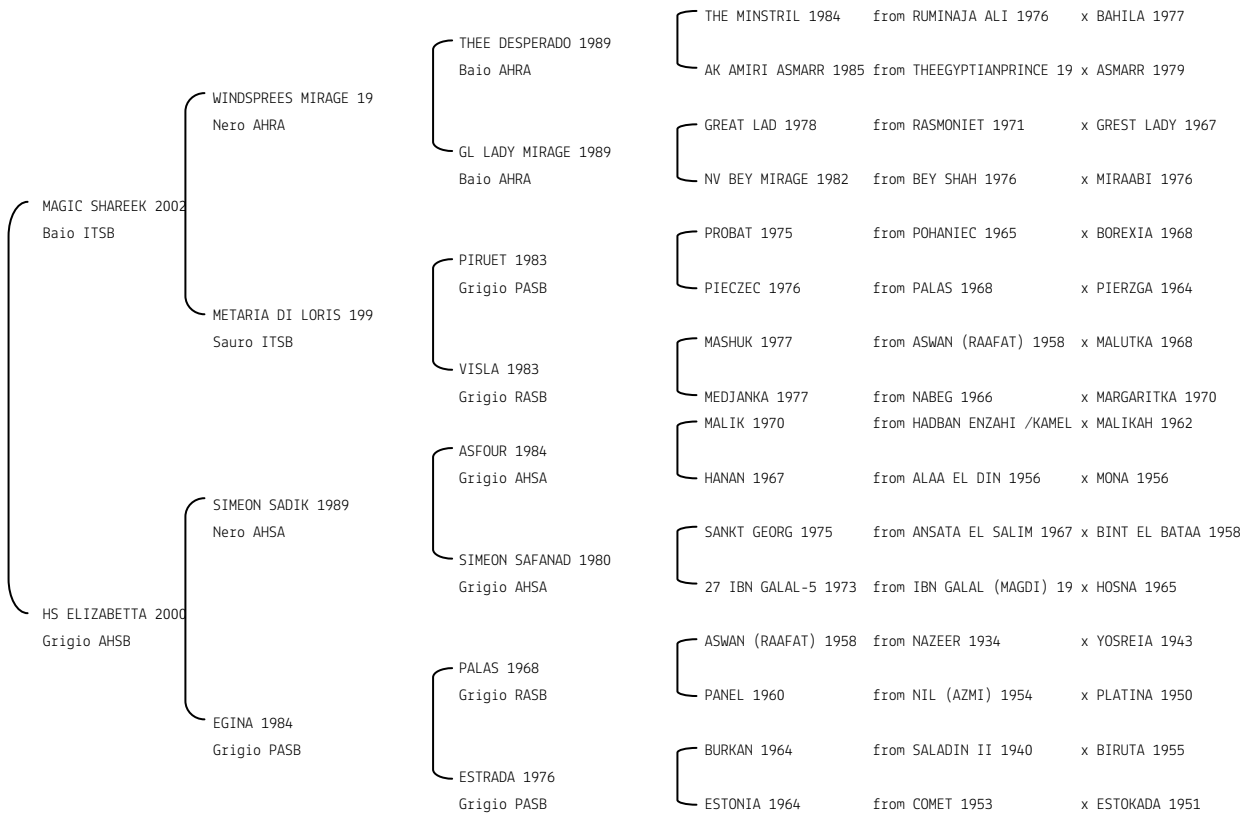 THE MINSTRIL 1984 from RUMINAJA ALI 1976 x BAHILA 1977
THEE DESPERADO 1989
Baio AHRA
AK AMIRI ASMARR 1985 from THEEGYPTIANPRINCE 19 x ASMARR 1979
WINDSPREES MIRAGE 19
Nero AHRA
GREAT LAD 1978 from RASMONIET 1971 x GREST LADY 1967
GL LADY MIRAGE 1989
Baio AHRA
NV BEY MIRAGE 1982 from BEY SHAH 1976 x MIRAABI 1976
MAGIC SHAREEK 2002
Baio ITSB
PROBAT 1975 from POHANIEC 1965 x BOREXIA 1968
PIRUET 1983
Grigio PASB
PIECZEC 1976 from PALAS 1968 x PIERZGA 1964
METARIA DI LORIS 199
Sauro ITSB
MASHUK 1977 from ASWAN (RAAFAT) 1958 x MALUTKA 1968
VISLA 1983
Grigio RASB
MEDJANKA 1977 from NABEG 1966 x MARGARITKA 1970
MALIK 1970 from HADBAN ENZAHI /KAMEL x MALIKAH 1962
ASFOUR 1984
Grigio AHSA
HANAN 1967 from ALAA EL DIN 1956 x MONA 1956
SIMEON SADIK 1989
Nero AHSA
SANKT GEORG 1975 from ANSATA EL SALIM 1967 x BINT EL BATAA 1958
SIMEON SAFANAD 1980
Grigio AHSA
27 IBN GALAL-5 1973 from IBN GALAL (MAGDI) 19 x HOSNA 1965
HS ELIZABETTA 2000
Grigio AHSB
ASWAN (RAAFAT) 1958 from NAZEER 1934 x YOSREIA 1943
PALAS 1968
Grigio RASB
PANEL 1960 from NIL (AZMI) 1954 x PLATINA 1950
EGINA 1984
Grigio PASB
BURKAN 1964 from SALADIN II 1940 x BIRUTA 1955
ESTRADA 1976
Grigio PASB
ESTONIA 1964 from COMET 1953 x ESTOKADA 1951